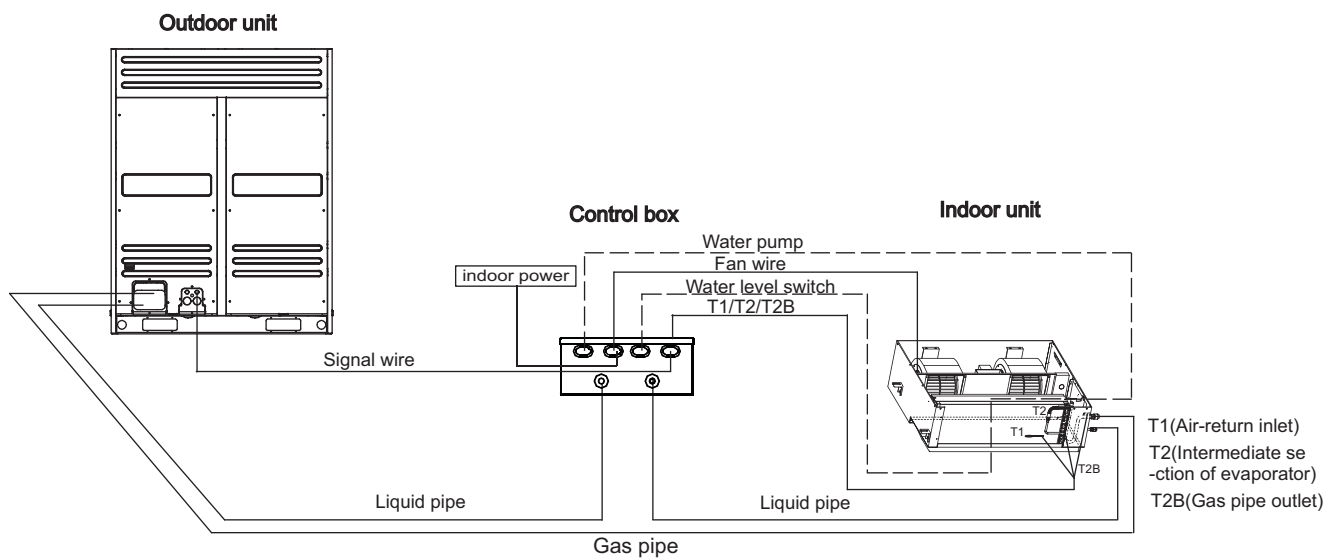 Outdoor unit
Control box
Indoor unit
Water pump
Fan wire
indoor power
Water level switch
T1/T2/T2B
Signal wire
T2
T1
T2B
T1(Air-return inlet)
T2(Intermediate se
-ction of evaporator)
T2B(Gas pipe outlet)
Liquid pipe
Liquid pipe
Gas pipe